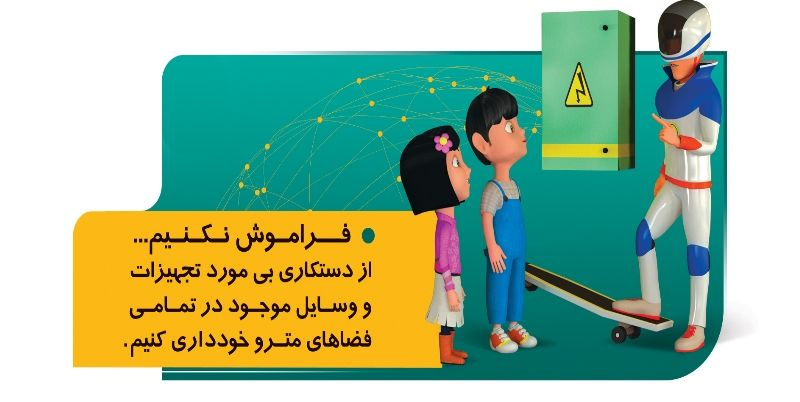 فراموش نکنیم...
از دستکاری بی مورد تجهیزات
و وسایل موجود در تمامی
فضاهای مترو خودداری کنیم.